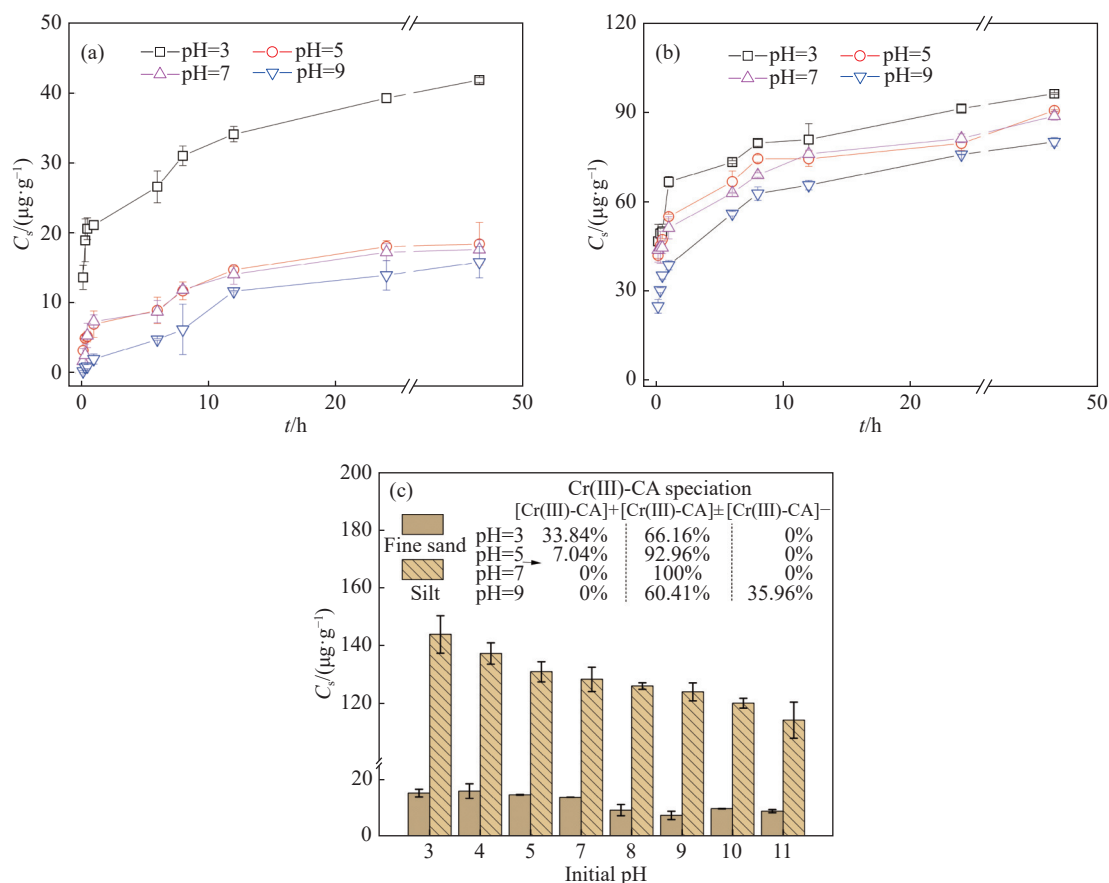 (a)
pH=3 pH=5
pH=7 pH=9
50
40
30
20
10
0
Cₛ/(μg·g⁻¹)
0 10 20 50
t/h
(b)
pH=3 pH=5
pH=7 pH=9
120
90
60
30
0
Cₛ/(μg·g⁻¹)
0 10 20 50
t/h
(c)
Cr(III)-CA speciation
[Cr(III)-CA]+ [Cr(III)-CA]± [Cr(III)-CA]−
pH=3 33.84% 66.16% 0%
pH=5 7.04% 92.96% 0%
pH=7 0% 100% 0%
pH=9 0% 60.41% 35.96%
Fine sand
Silt
200
180
160
140
120
20
0
Cₛ/(μg·g⁻¹)
3 4 5 7 8 9 10 11
Initial pH